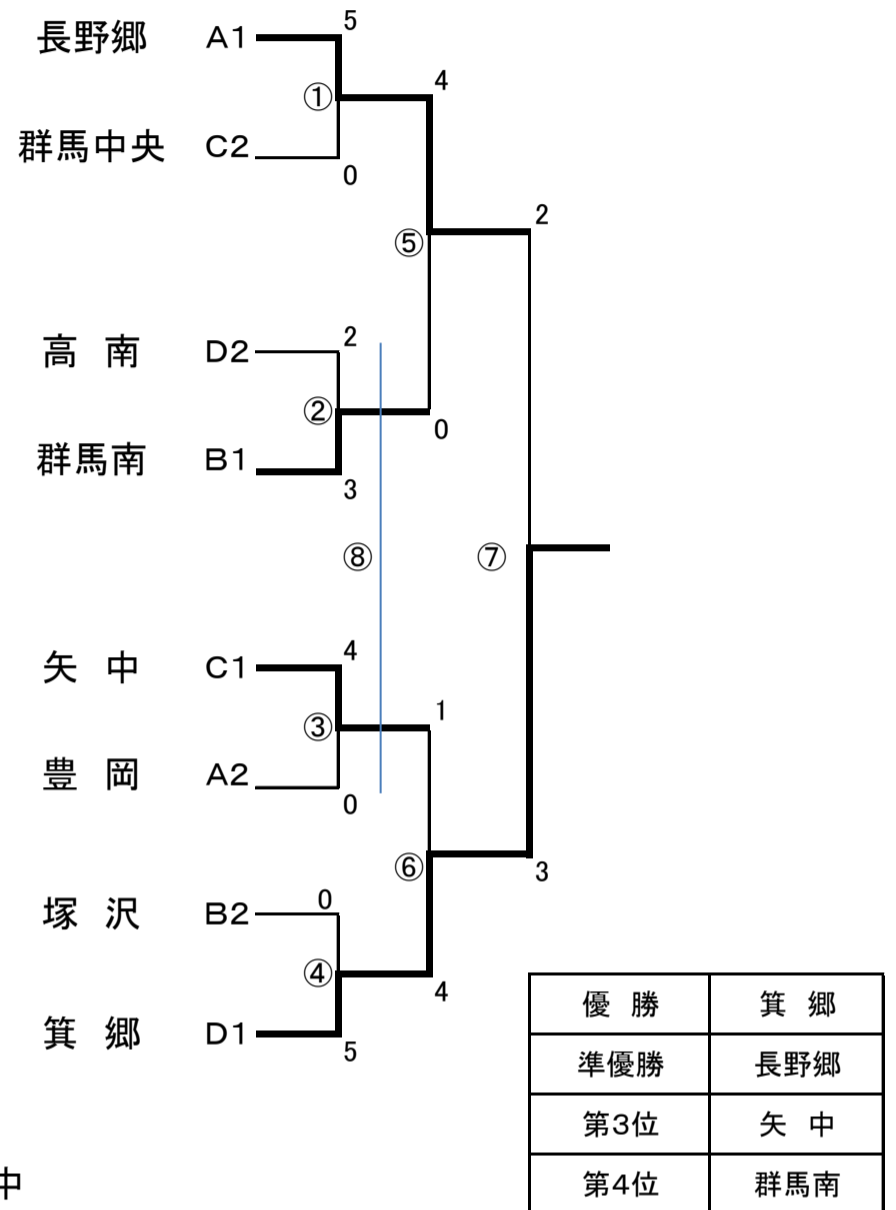 5
長野郷 A1
4
①
群馬中央 C2
0
2
⑤
2
高 南 D2
②
0
群馬南 B1
3
⑧ ⑦
4
矢 中 C1
1
③
豊 岡 A2
0
⑥
3
0
塚 沢 B2
④
4
箕 郷 D1
5
優 勝 箕 郷
準優勝 長野郷
第3位 矢 中
第4位 群馬南
中